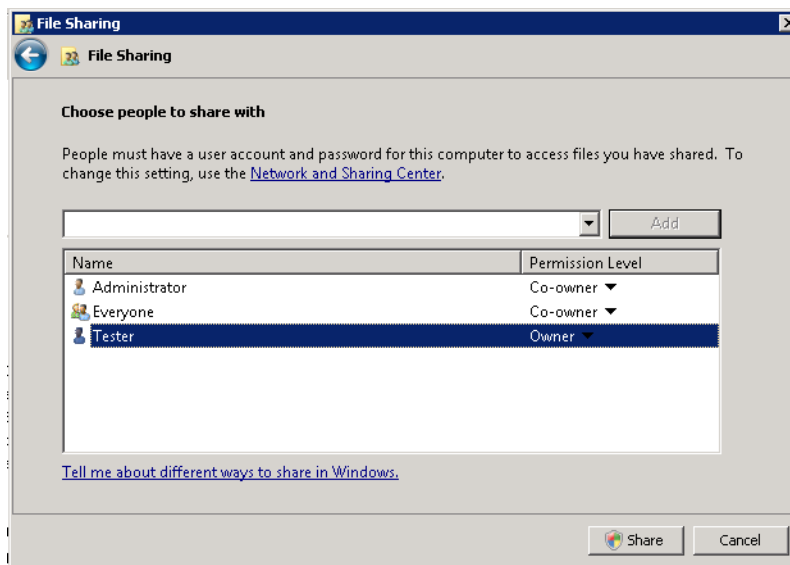 File Sharing
File Sharing
Choose people to share with
People must have a user account and password for this computer to access files you have shared. To
change this setting, use the Network and Sharing Center.
Add
Name Permission Level
Administrator Co-owner
Everyone Co-owner
Tester Owner
Tell me about different ways to share in Windows.
Share Cancel